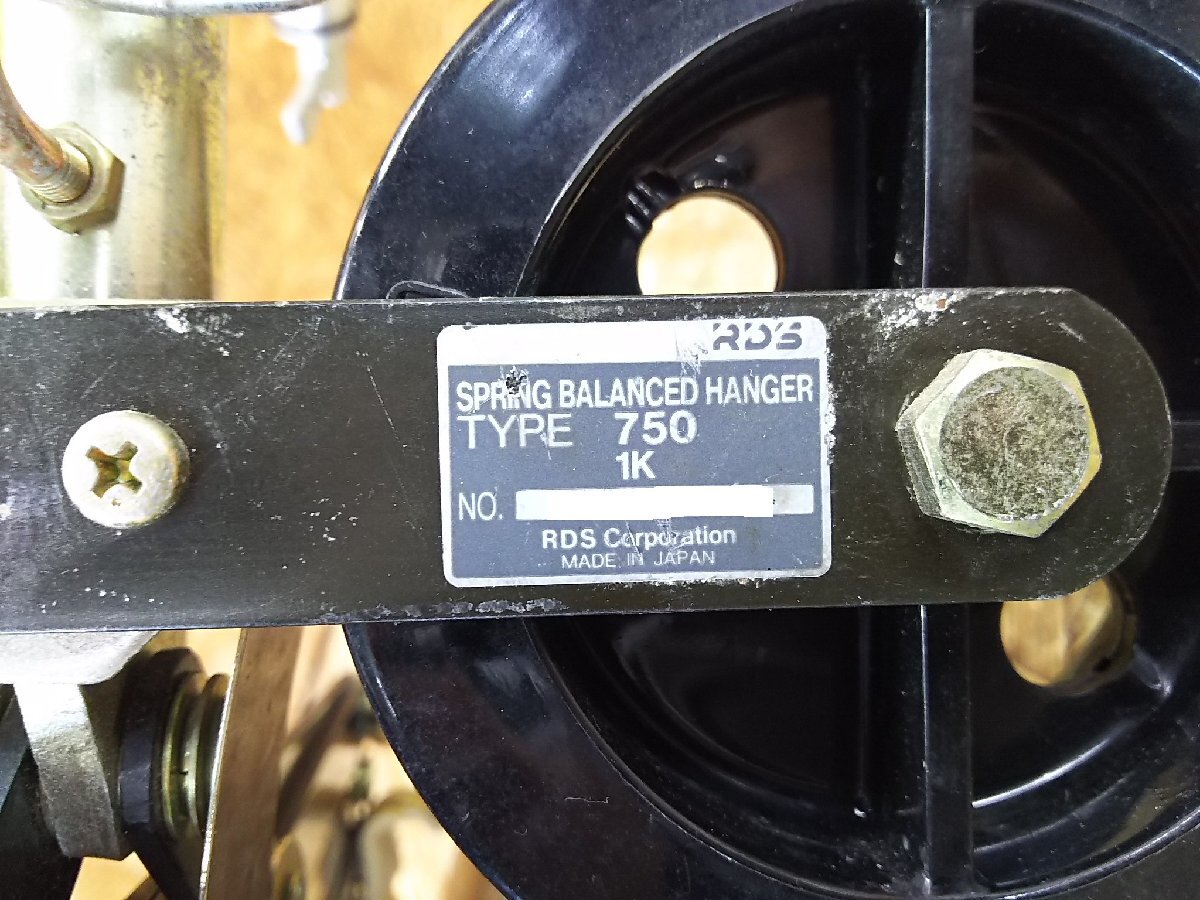 RDS
SPRING BALANCED HANGER
TYPE 750
1K
NO.
RDS Corporation
MADE IN JAPAN